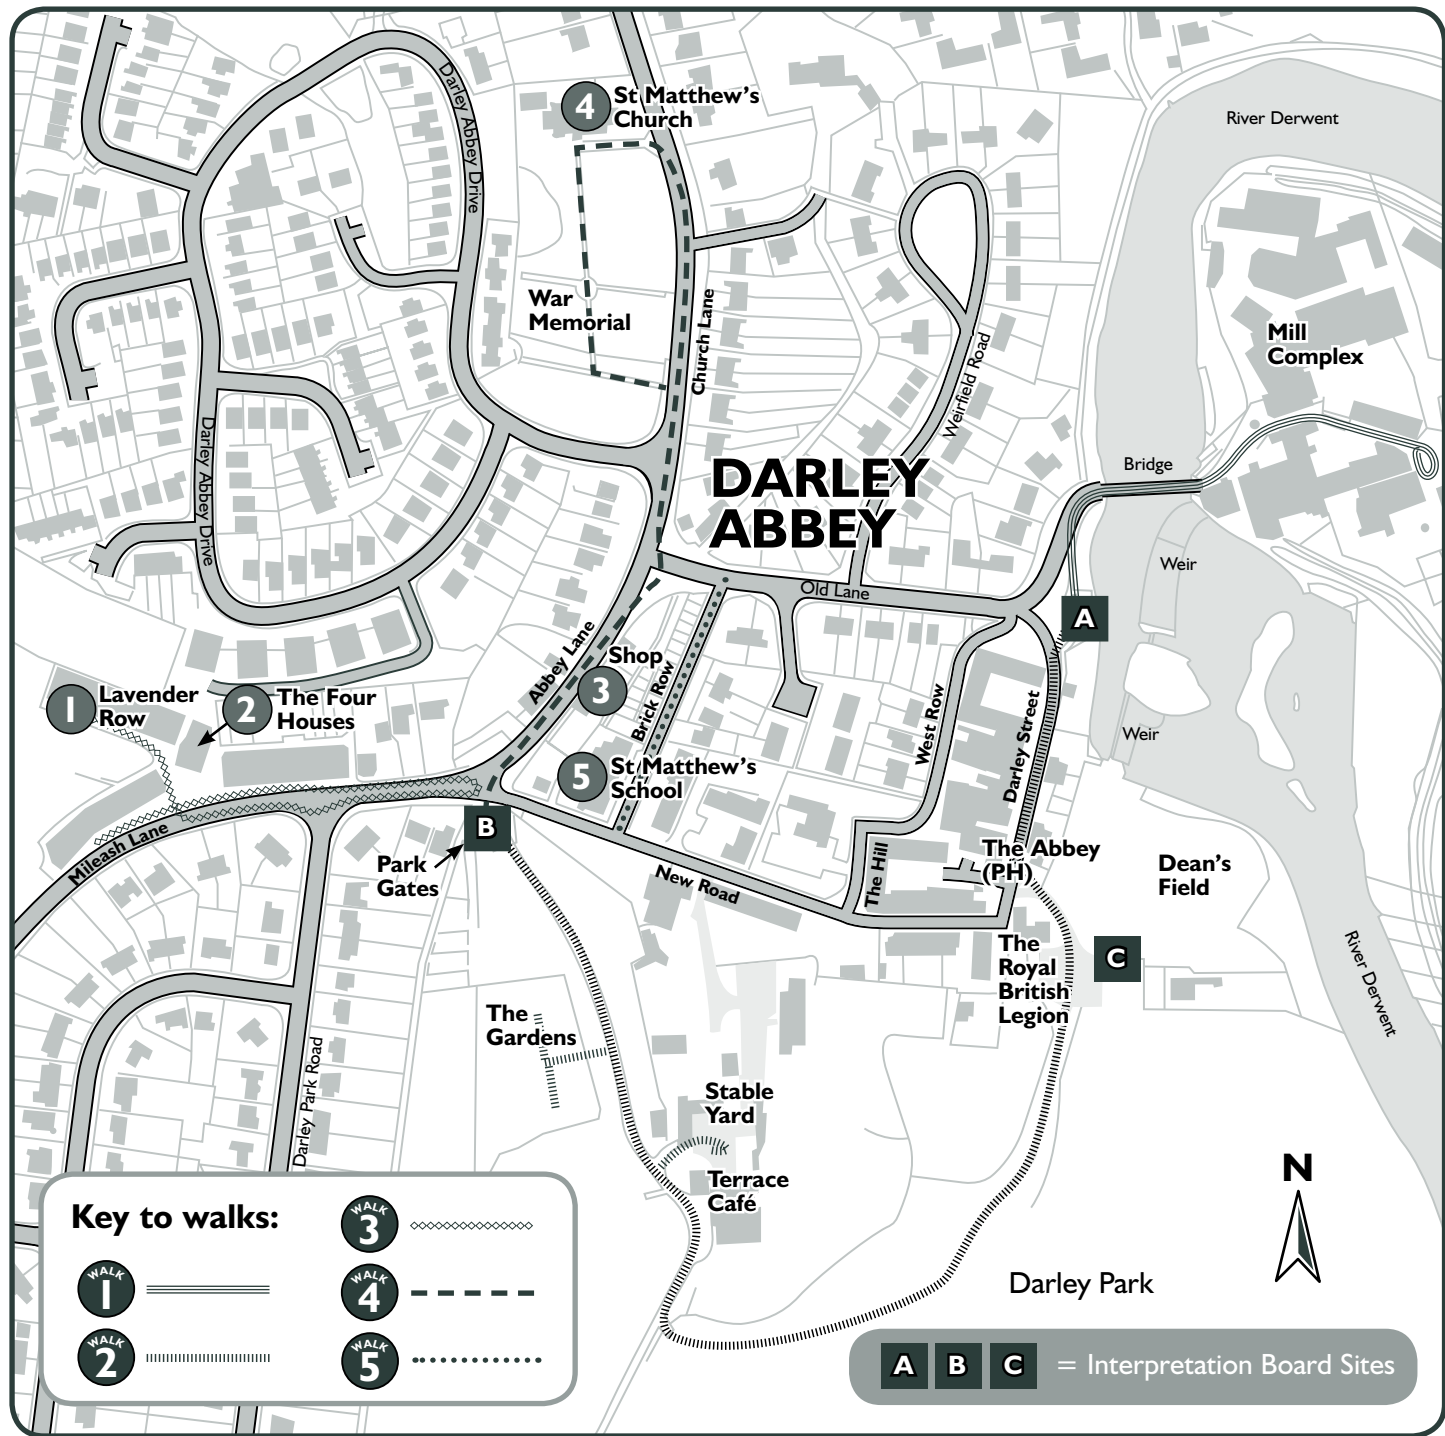 Darley Abbey Drive
4
St Matthew's
Church
River Derwent
War
Memorial
Church Lane
Weirfield Road
Mill
Complex
Darley Abbey Drive
DARLEY
ABBEY
Bridge
Weir
Old Lane
A
Abbey Lane
Shop
3
Brick Row
1
Lavender
Row
2
The Four
Houses
West Row
Darley Street
Weir
5
St Matthew's
School
B
Park
Gates
Mileash Lane
New Road
The Hill
The Abbey
(PH)
Dean's
Field
The
Royal
British
Legion
C
River Derwent
The
Gardens
Darley Park Road
Stable
Yard
Terrace
Café
N
Darley Park
Key to walks:
WALK
1
WALK
2
WALK
3
WALK
4
WALK
5
A B C = Interpretation Board Sites